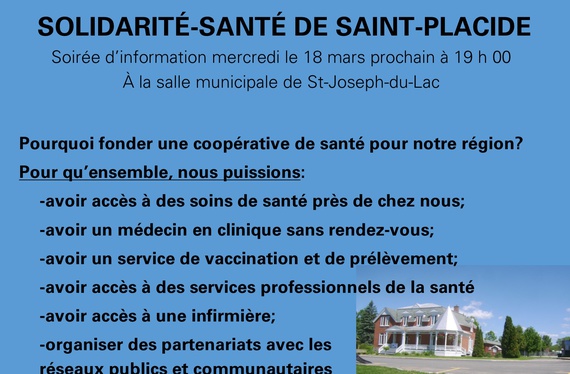 SOLIDARITÉ-SANTÉ DE SAINT-PLACIDE
Soirée d'information mercredi le 18 mars prochain à 19 h 00
À la salle municipale de St-Joseph-du-Lac
Pourquoi fonder une coopérative de santé pour notre région?
Pour qu'ensemble, nous puissions:
-avoir accès à des soins de santé près de chez nous;
-avoir un médecin en clinique sans rendez-vous;
-avoir un service de vaccination et de prélèvement;
-avoir accès à des services professionnels de la santé
-avoir accès à une infirmière;
-organiser des partenariats avec les
réseaux publics et communautaires